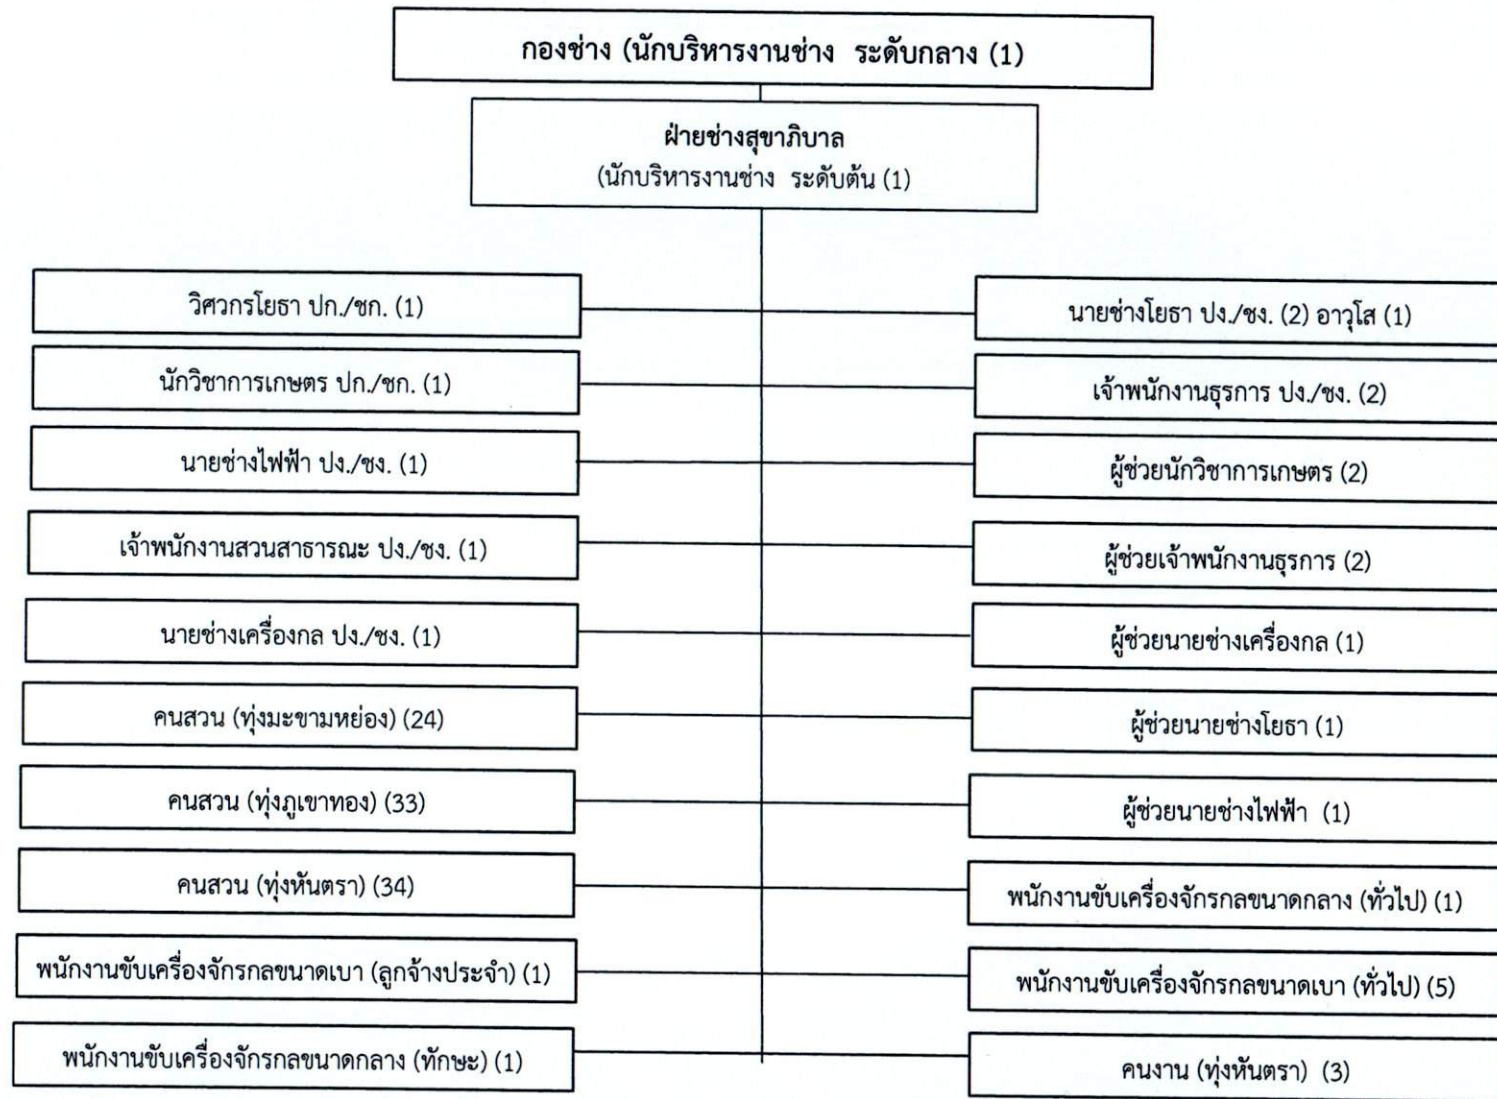 กองช่าง (นักบริหารงานช่าง ระดับกลาง (1)
ฝ่ายช่างสุขาภิบาล
(นักบริหารงานช่าง ระดับต้น (1)
วิศวกรโยธา ปก./ชก. (1)
นายช่างโยธา ปง./ชง. (2) อาวุโส (1)
นักวิชาการเกษตร ปก./ชก. (1)
เจ้าพนักงานธุรการ ปง./ชง. (2)
นายช่างไฟฟ้า ปง./ชง. (1)
ผู้ช่วยนักวิชาการเกษตร (2)
เจ้าพนักงานสวนสาธารณะ ปง./ชง. (1)
ผู้ช่วยเจ้าพนักงานธุรการ (2)
นายช่างเครื่องกล ปง./ชง. (1)
ผู้ช่วยนายช่างเครื่องกล (1)
คนสวน (ทุ่งมะขามหย่อง) (24)
ผู้ช่วยนายช่างโยธา (1)
คนสวน (ทุ่งภูเขาทอง) (33)
ผู้ช่วยนายช่างไฟฟ้า (1)
คนสวน (ทุ่งหันตรา) (34)
พนักงานขับเครื่องจักรกลขนาดกลาง (ทั่วไป) (1)
พนักงานขับเครื่องจักรกลขนาดเบา (ลูกจ้างประจำ) (1)
พนักงานขับเครื่องจักรกลขนาดเบา (ทั่วไป) (5)
พนักงานขับเครื่องจักรกลขนาดกลาง (ทักษะ) (1)
คนงาน (ทุ่งหันตรา) (3)